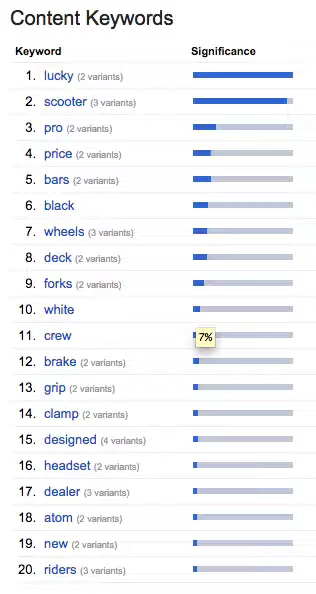 Content Keywords
Keyword Significance
1. lucky (2 variants)
2. scooter (3 variants)
3. pro (2 variants)
4. price (2 variants)
5. bars (2 variants)
6. black
7. wheels (3 variants)
8. deck (2 variants)
9. forks (2 variants)
10. white
11. crew 7%
12. brake (2 variants)
13. grip (2 variants)
14. clamp (2 variants)
15. designed (4 variants)
16. headset (2 variants)
17. dealer (3 variants)
18. atom (2 variants)
19. new (2 variants)
20. riders (3 variants)